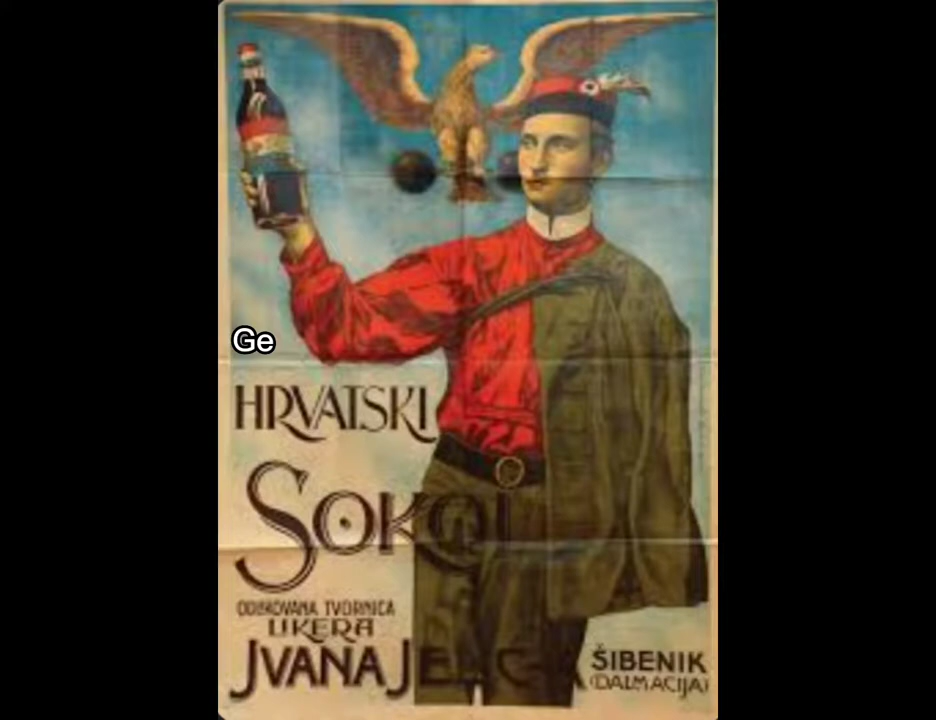 Ge
HRVATSKI
SOKOL
ODLIKOVANA TVORNICA
LIKERA
JVANA
ŠIBENIK
(DALMACIJA)